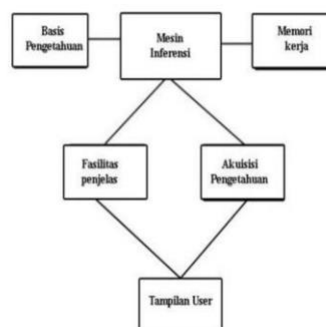 Basis
Pengetahuan
Mesin
Inferensi
Memori
kerja
Fasilitas
penjelas
Akuisisi
Pengetahuan
Tampilan User